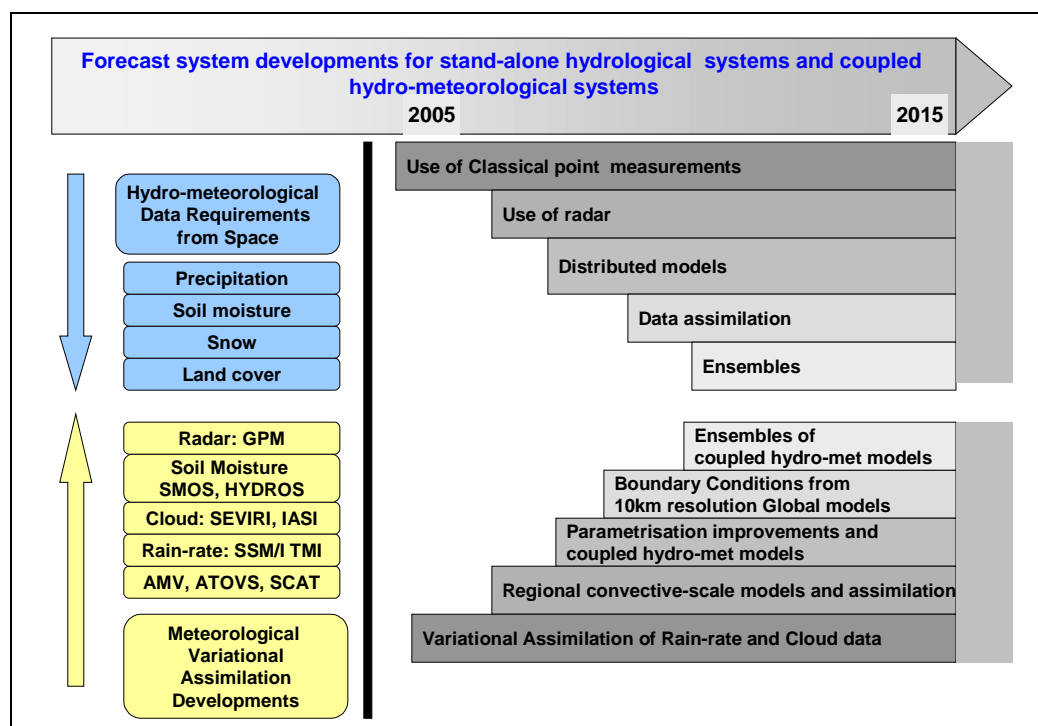 Forecast system developments for stand-alone hydrological systems and coupled
hydro-meteorological systems
2005
2015
Hydro-meteorological
Data Requirements
from Space
Precipitation
Soil moisture
Snow
Land cover
Use of Classical point measurements
Use of radar
Distributed models
Data assimilation
Ensembles
Radar: GPM
Soil Moisture
SMOS, HYDROS
Cloud: SEVIRI, IASI
Rain-rate: SSM/I TMI
AMV, ATOVS, SCAT
Meteorological
Variational
Assimilation
Developments
Ensembles of
coupled hydro-met models
Boundary Conditions from
10km resolution Global models
Parametrisation improvements and
coupled hydro-met models
Regional convective-scale models and assimilation
Variational Assimilation of Rain-rate and Cloud data